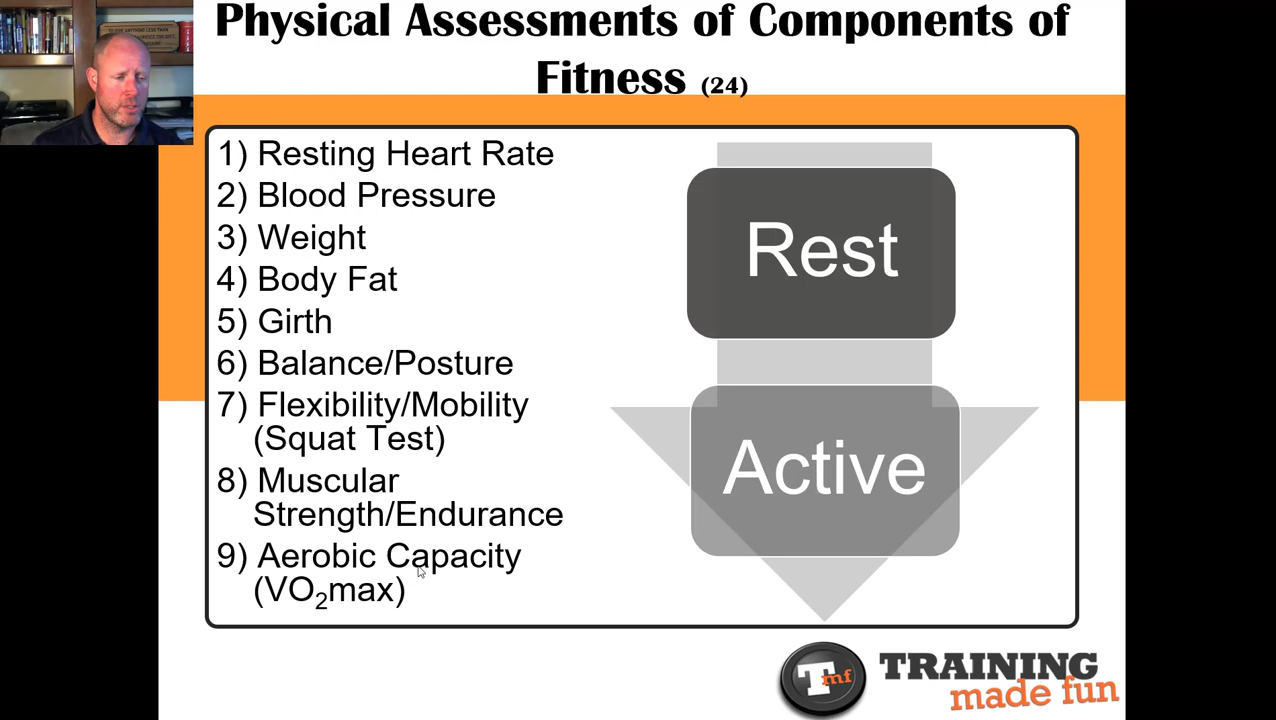 Physical Assessments of Components of
Fitness (24)
1) Resting Heart Rate
2) Blood Pressure
3) Weight
4) Body Fat
5) Girth
6) Balance/Posture
7) Flexibility/Mobility
(Squat Test)
8) Muscular
Strength/Endurance
9) Aerobic Capacity
(VO₂max)
Rest
Active
Tmf
TRAINING
made fun